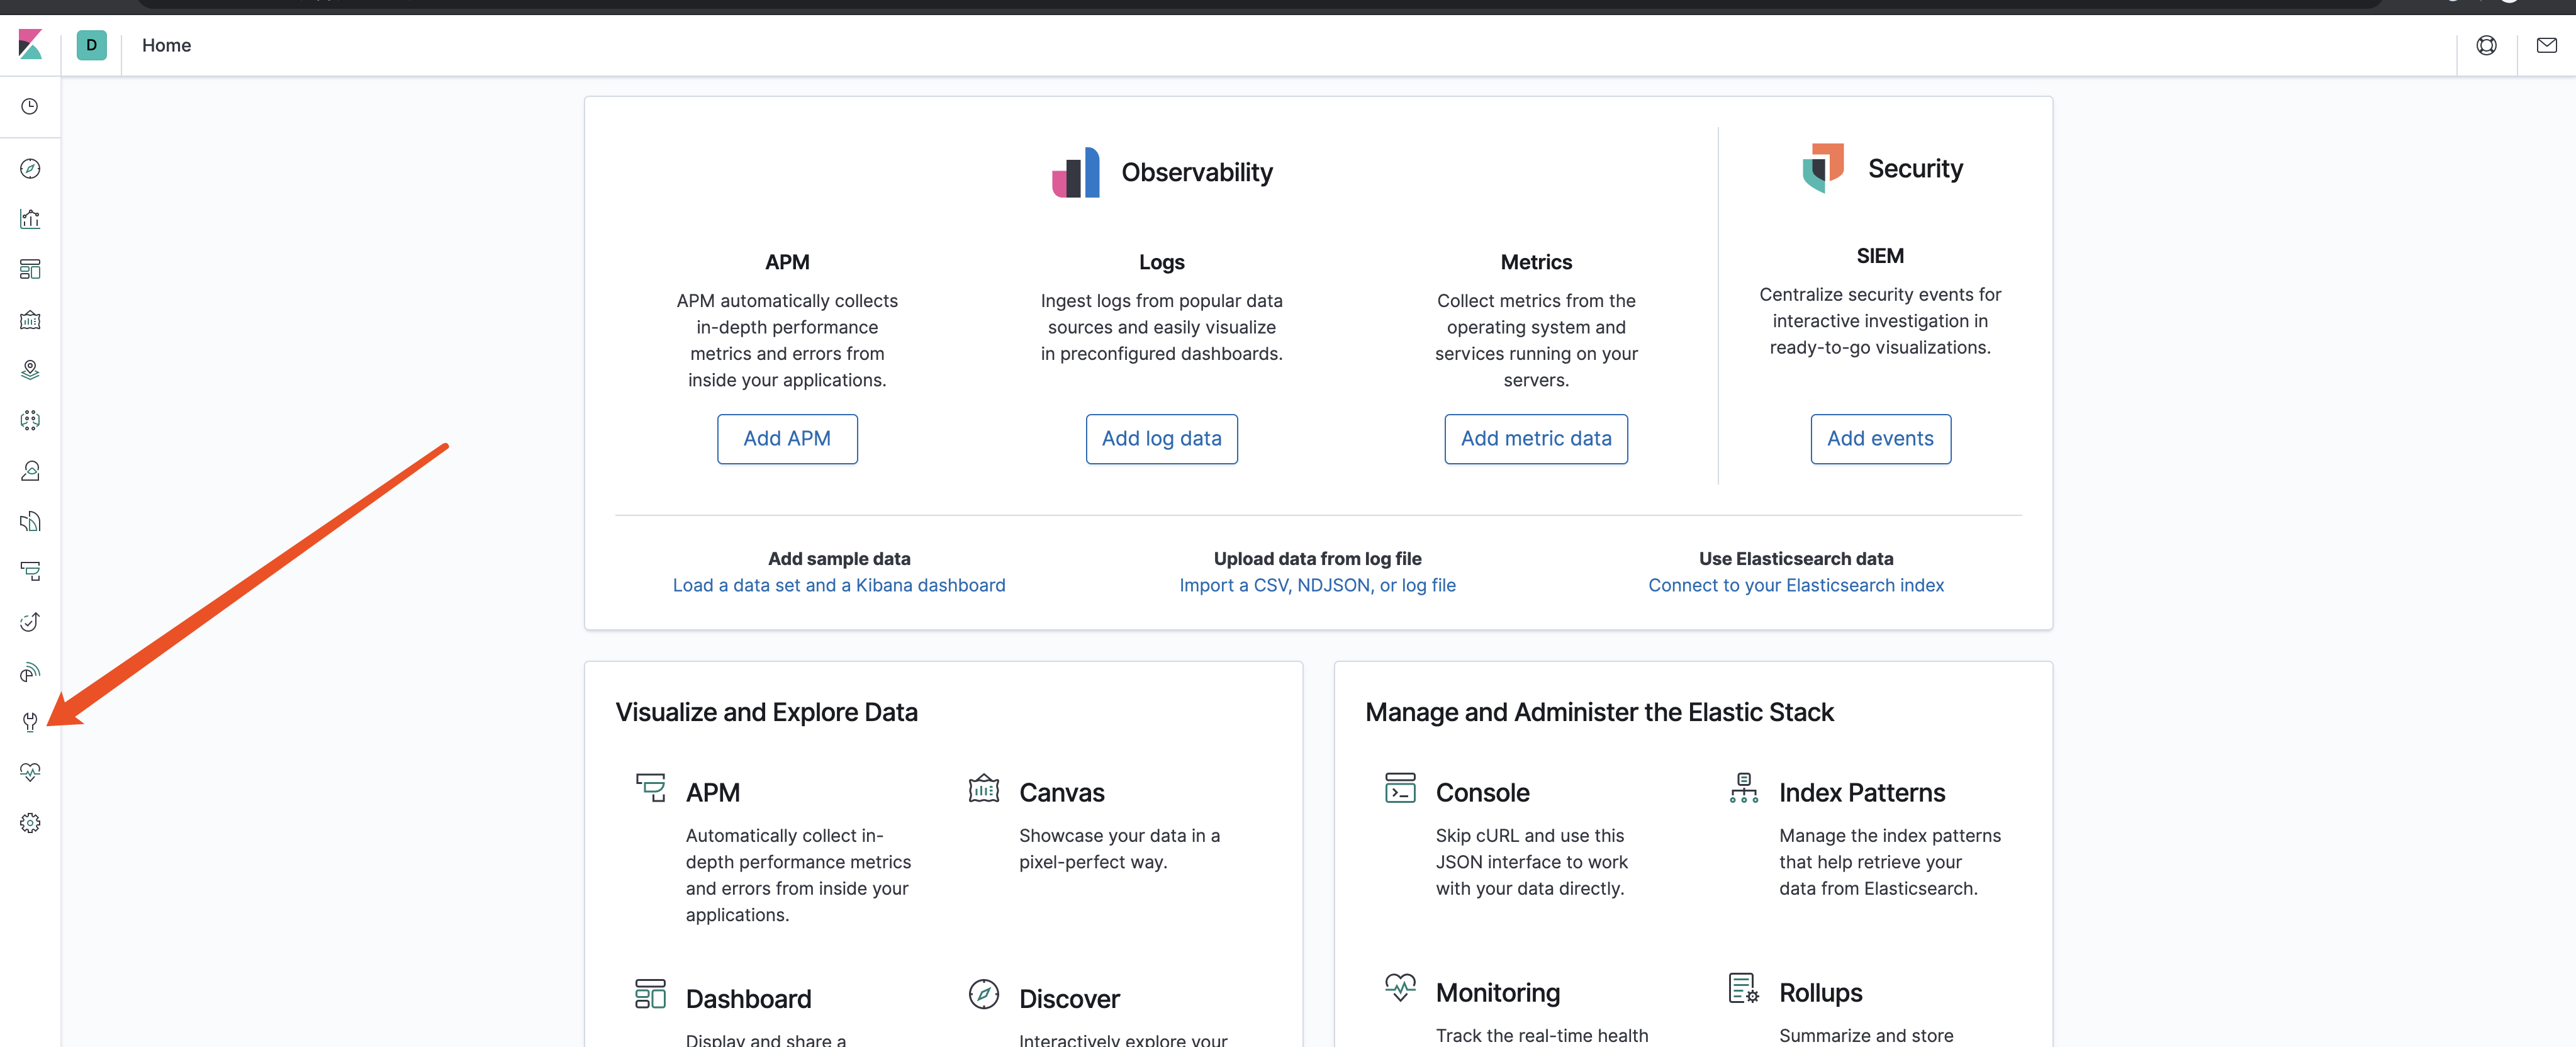 D
Home
Observability
Security
APM
APM automatically collects
in-depth performance
metrics and errors from
inside your applications.
Add APM
Logs
Ingest logs from popular data
sources and easily visualize
in preconfigured dashboards.
Add log data
Metrics
Collect metrics from the
operating system and
services running on your
servers.
Add metric data
SIEM
Centralize security events for
interactive investigation in
ready-to-go visualizations.
Add events
Add sample data
Load a data set and a Kibana dashboard
Upload data from log file
Import a CSV, NDJSON, or log file
Use Elasticsearch data
Connect to your Elasticsearch index
Visualize and Explore Data
APM
Automatically collect in-
depth performance metrics
and errors from inside your
applications.
Canvas
Showcase your data in a
pixel-perfect way.
Dashboard
Display and share a
Discover
Interactively explore your
Manage and Administer the Elastic Stack
Console
Skip cURL and use this
JSON interface to work
with your data directly.
Index Patterns
Manage the index patterns
that help retrieve your
data from Elasticsearch.
Monitoring
Track the real-time health
Rollups
Summarize and store